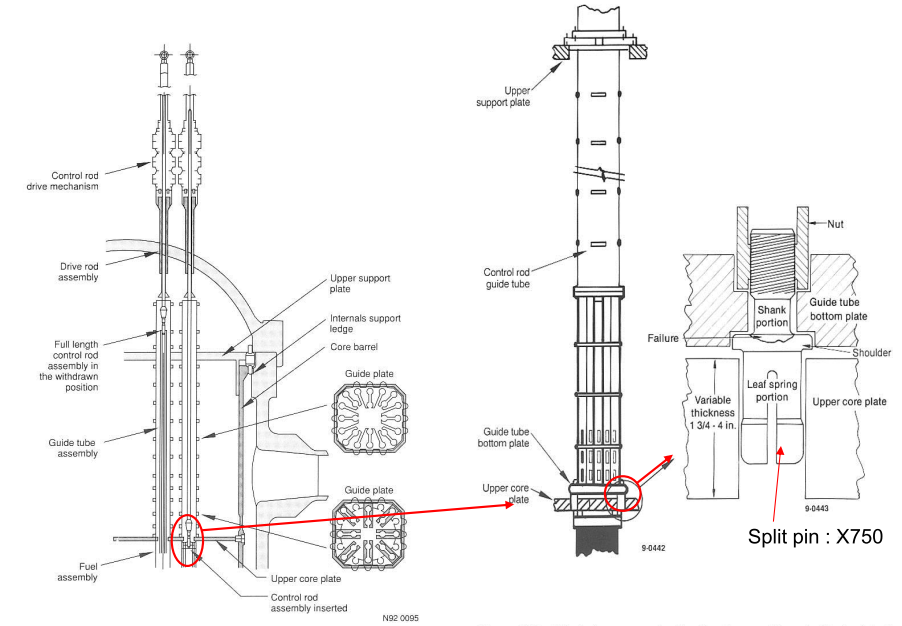 Control rod
drive mechanism
Drive rod
assembly
Upper support
plate
Internals support
ledge
Core barrel
Full length
control rod
assembly in
the withdrawn
position
Guide plate
Guide tube
assembly
Guide plate
Fuel
assembly
Upper core plate
Control rod
assembly inserted
N92 0095
Upper
support plate
Control rod
guide tube
Guide tube
bottom plate
Upper core
plate
9-0442
Nut
Shank
portion
Guide tube
bottom plate
Failure
Shoulder
Leaf spring
portion
Variable
thickness
1 3/4 - 4 in.
Upper core plate
9-0443
Split pin : X750